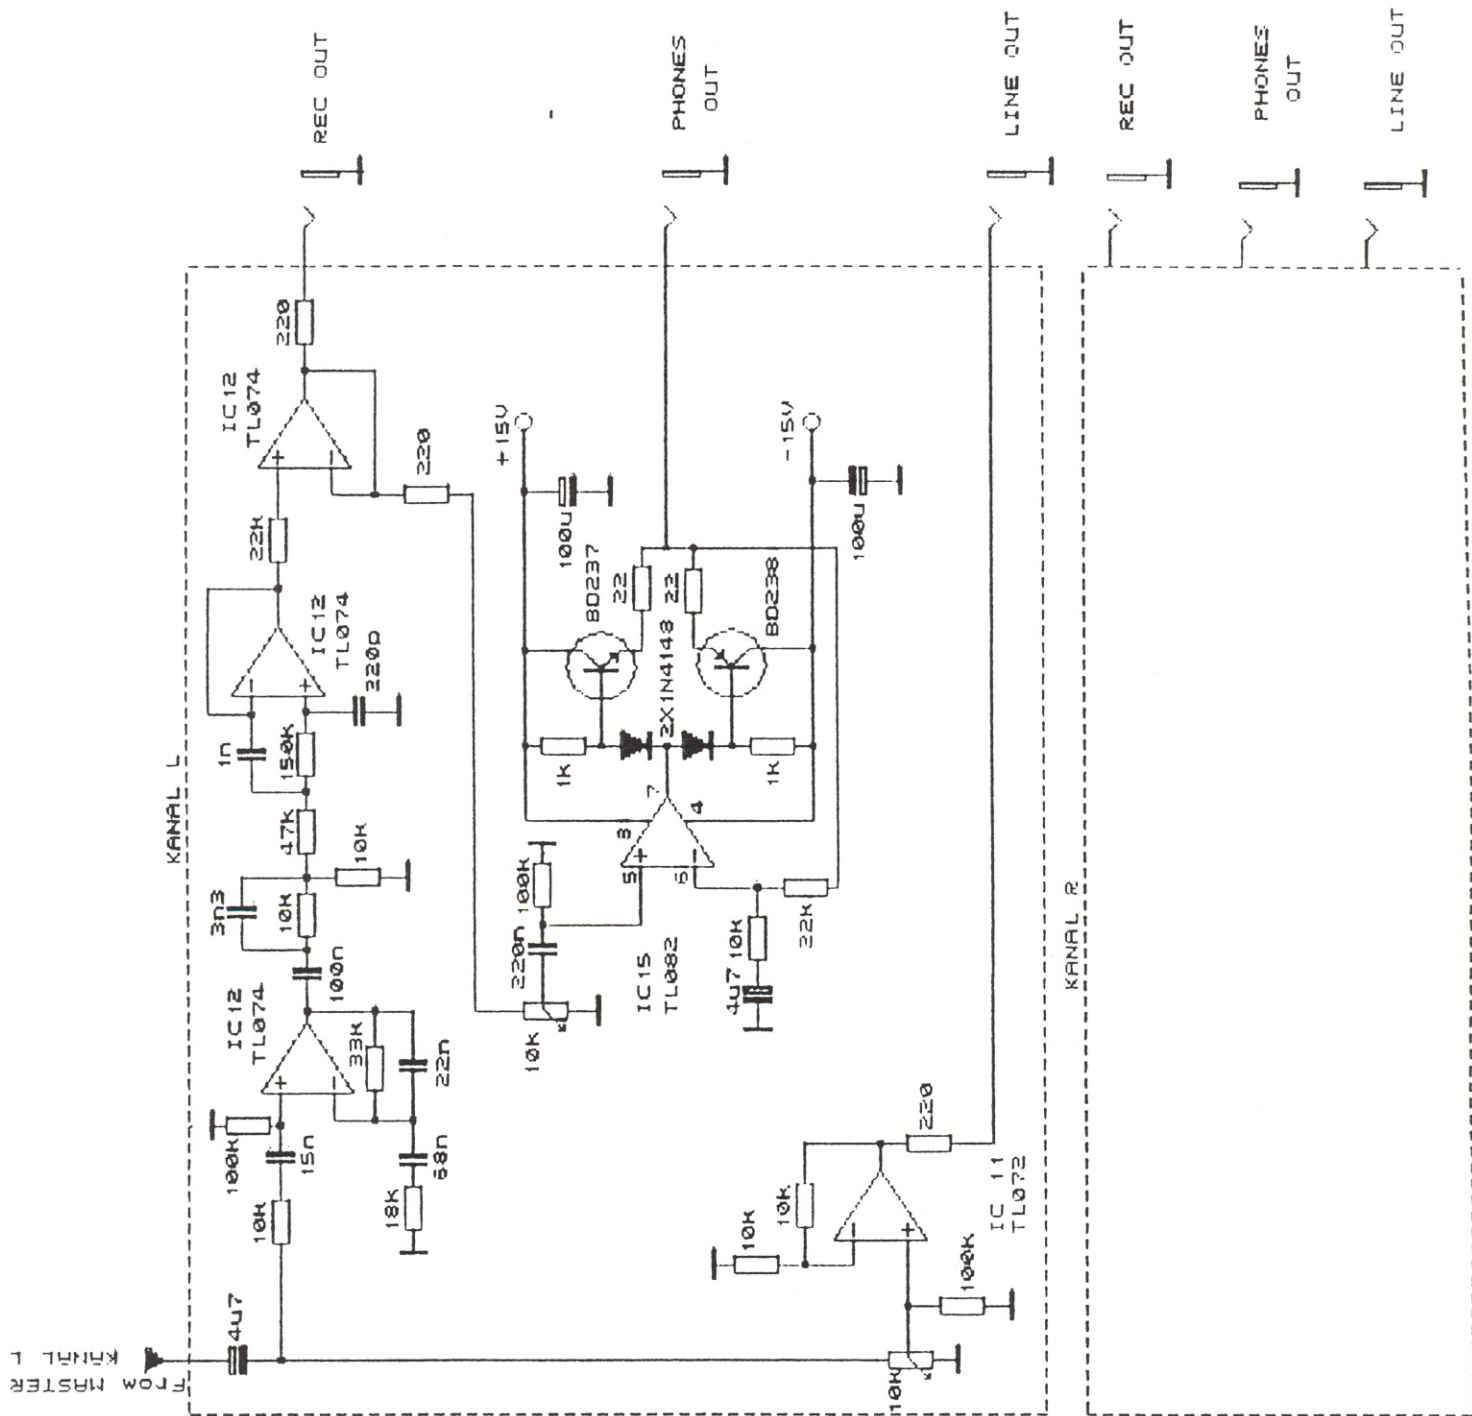 REC OUT
PHONES
OUT
LINE OUT
REC OUT
PHONES
OUT
LINE OUT
KANAL L
220
IC12
TL074
220
22k
IC12
TL074
220p
1n
150k
47k
10k
3n3
10k
100n
IC12
TL074
33k
22n
100k
15n
68n
10k
18k
4u7
FROM MASTER
KANAL L
+15V
-15V
100u
100u
BD237
22
22
BD238
2X1N4148
1k
1k
7
8
4
5
6
+
-
100k
220n
10k
IC15
TL082
4u7
10k
22k
220
IC 11
TL072
10k
10k
100k
10k
KANAL R